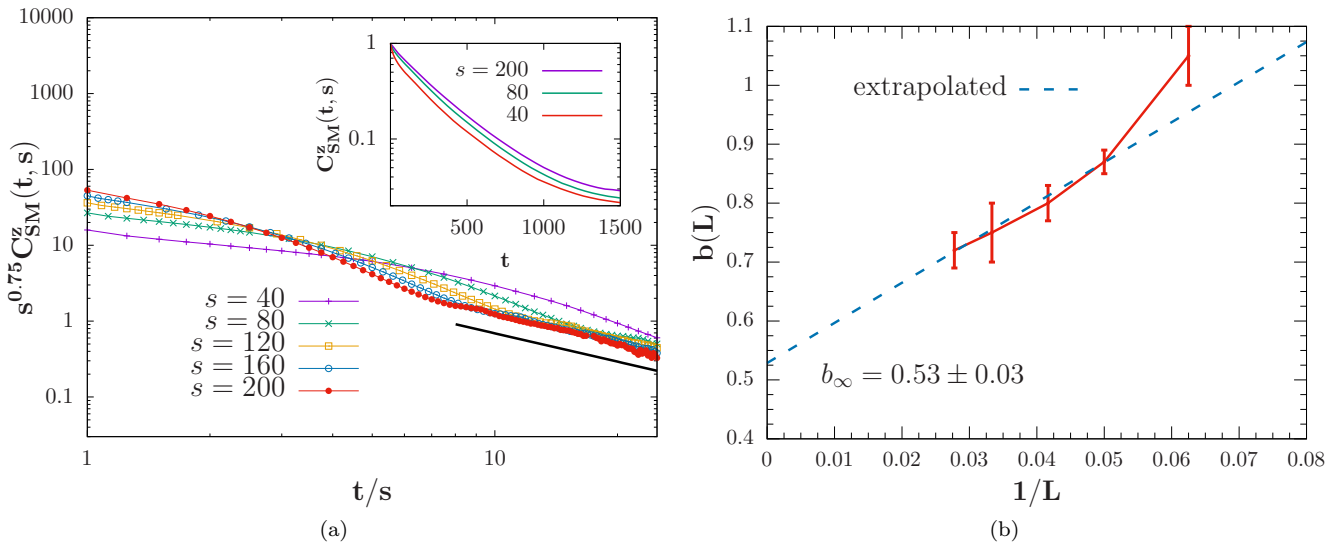 10000
1000
100
10
1
0.1
s^0.75 C^z_SM(t, s)
1
10
t/s
s = 40
s = 80
s = 120
s = 160
s = 200
1
0.1
C^z_SM(t, s)
s = 200
80
40
500
1000
1500
t
(a)
1.1
1
0.9
0.8
0.7
0.6
0.5
0.4
b(L)
extrapolated
b_∞ = 0.53 ± 0.03
0
0.01
0.02
0.03
0.04
0.05
0.06
0.07
0.08
1/L
(b)